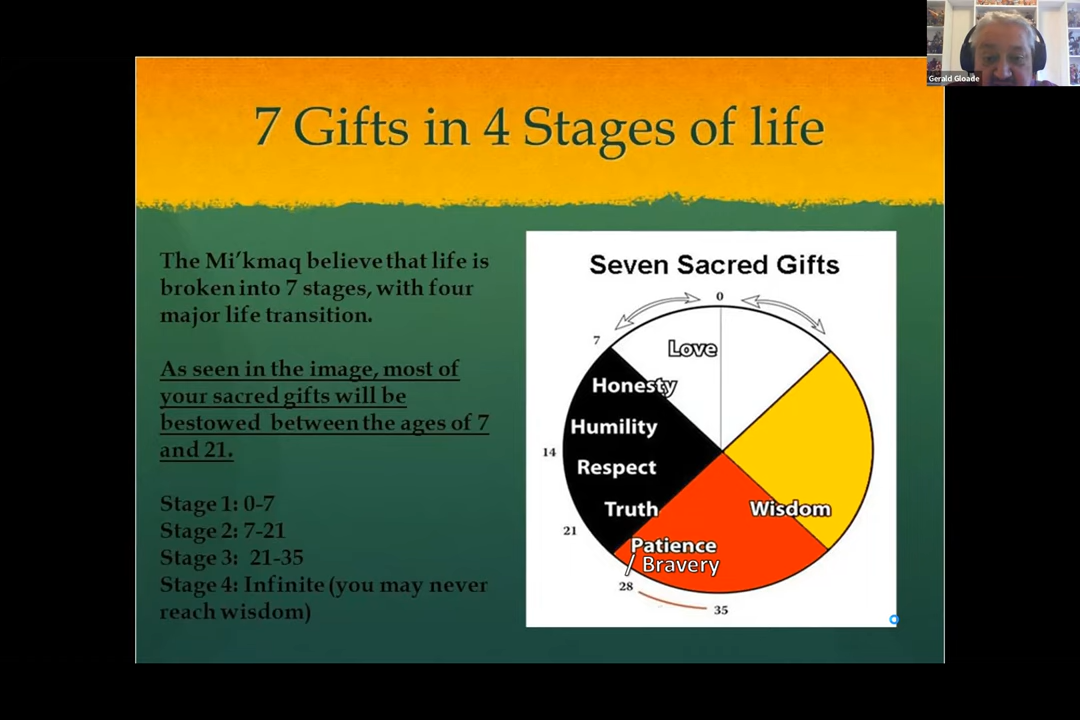 Gerald Gloade
7 Gifts in 4 Stages of life
The Mi'kmaq believe that life is
broken into 7 stages, with four
major life transition.
As seen in the image, most of
your sacred gifts will be
bestowed between the ages of 7
and 21.
Stage 1: 0-7
Stage 2: 7-21
Stage 3: 21-35
Stage 4: Infinite (you may never
reach wisdom)
Seven Sacred Gifts
0
7
Love
Honesty
Humility
14
Respect
Truth
Wisdom
21
Patience
Bravery
28
35